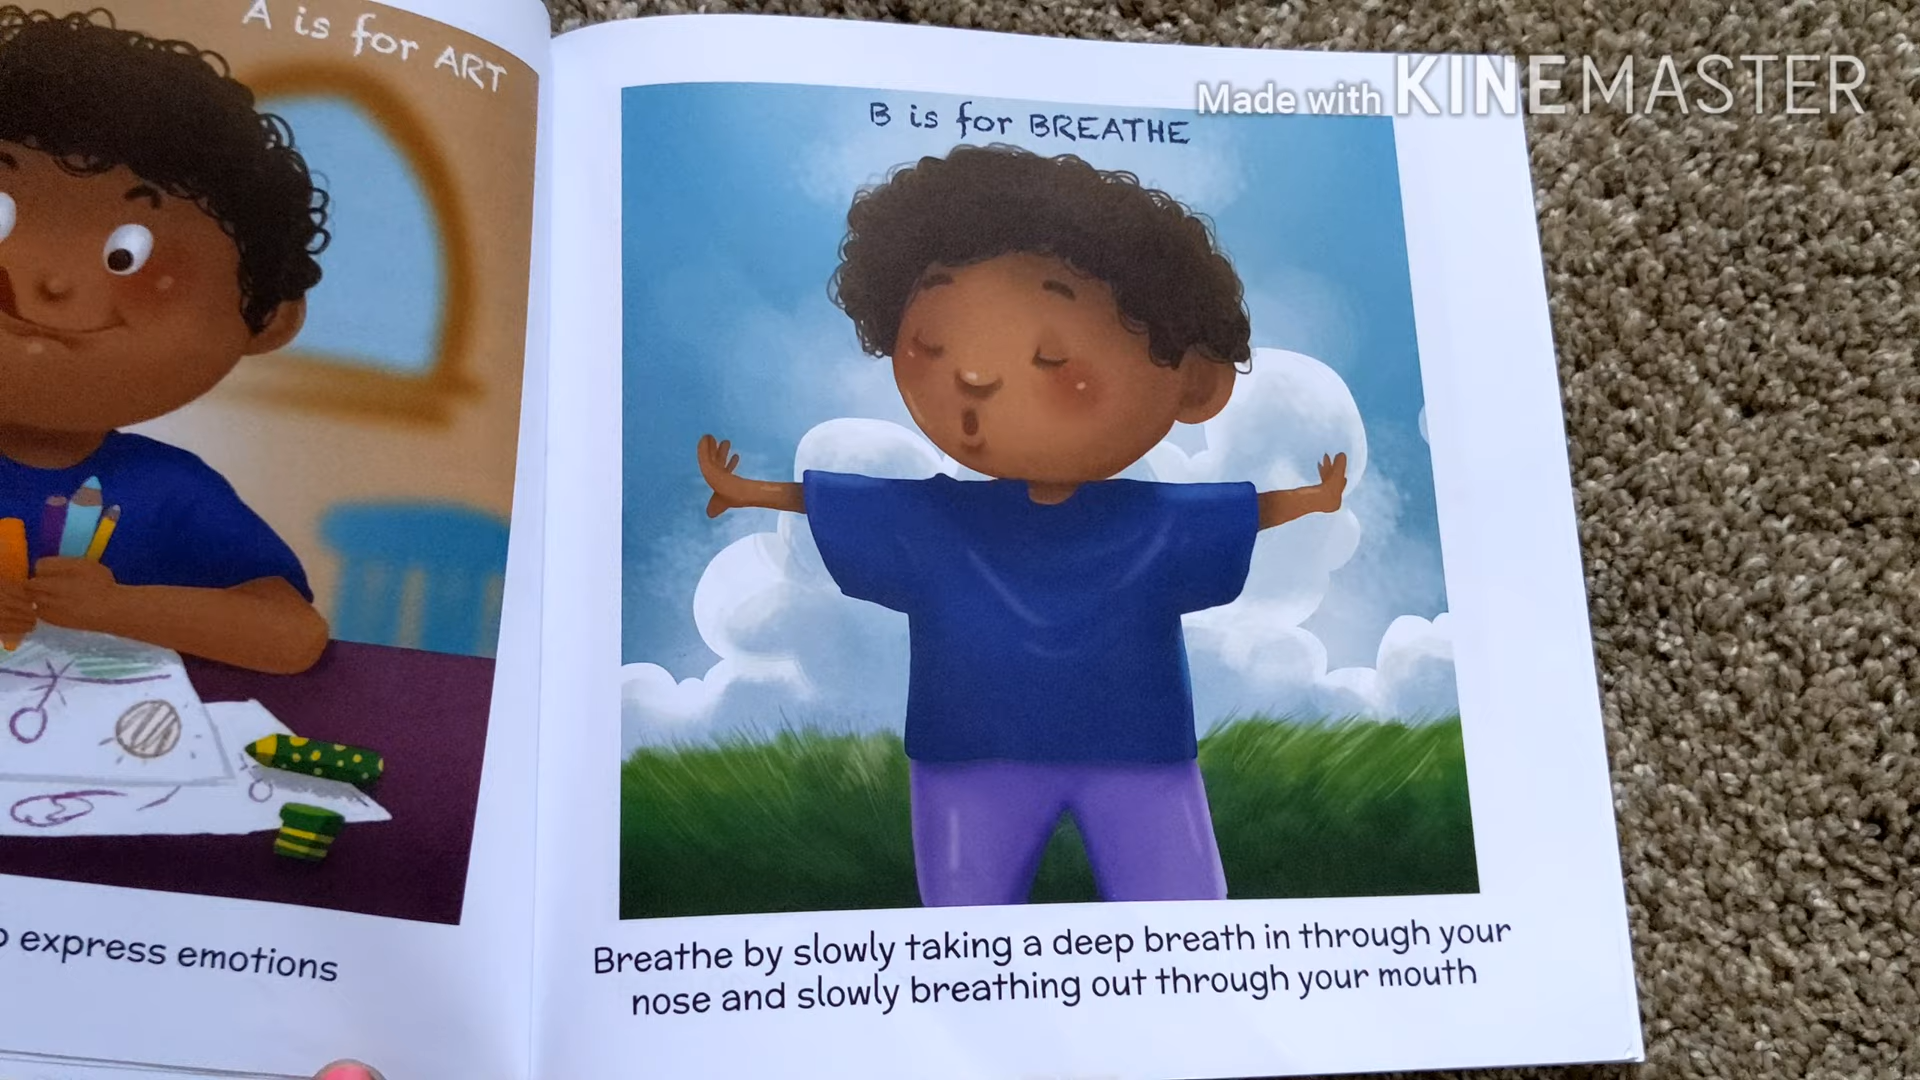 A is for ART
express emotions
Made with KINEMASTER
B is for BREATHE
Breathe by slowly taking a deep breath in through your
nose and slowly breathing out through your mouth